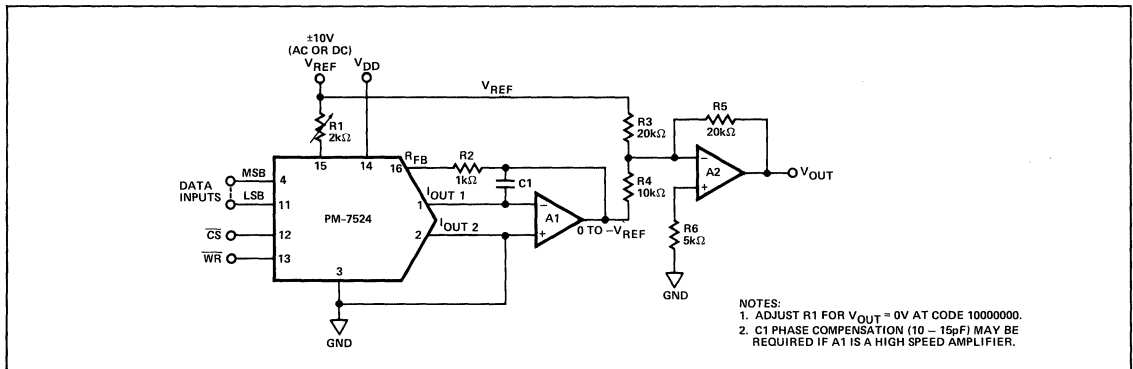 ±10V
(AC OR DC)
VREF
VDD
VREF
R1
2kΩ
R3
20kΩ
R5
20kΩ
15
14
16
RFB
R2
1kΩ
C1
MSB
4
DATA
INPUTS
LSB
11
IOUT 1
1
PM-7524
IOUT 2
2
CS
12
WR
13
3
GND
−
A1
+
0 TO -VREF
R4
10kΩ
−
A2
+
VOUT
R6
5kΩ
GND
NOTES:
1. ADJUST R1 FOR VOUT = 0V AT CODE 10000000.
2. C1 PHASE COMPENSATION (10 – 15pF) MAY BE
REQUIRED IF A1 IS A HIGH SPEED AMPLIFIER.